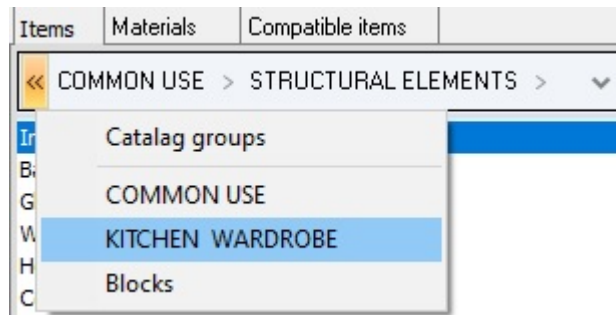 Items Materials Compatible items
« COMMON USE > STRUCTURAL ELEMENTS >
Catalag groups
COMMON USE
KITCHEN WARDROBE
Blocks